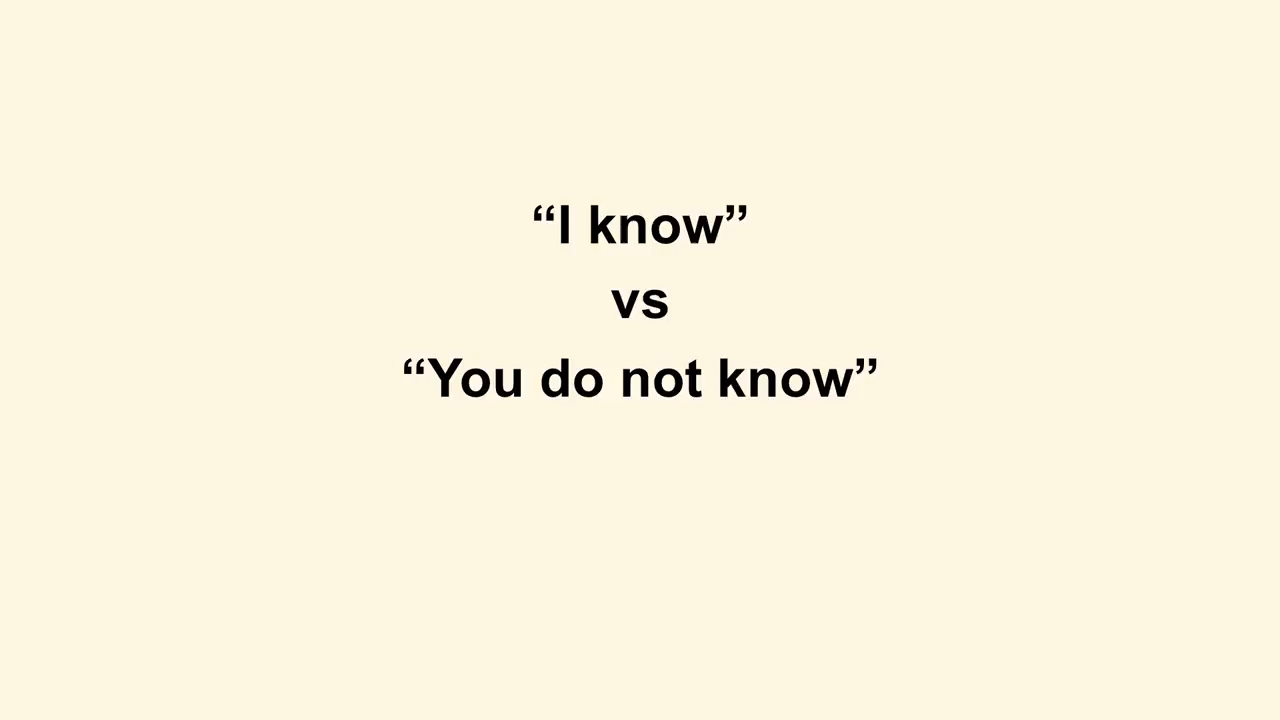 “I know”
vs
“You do not know”